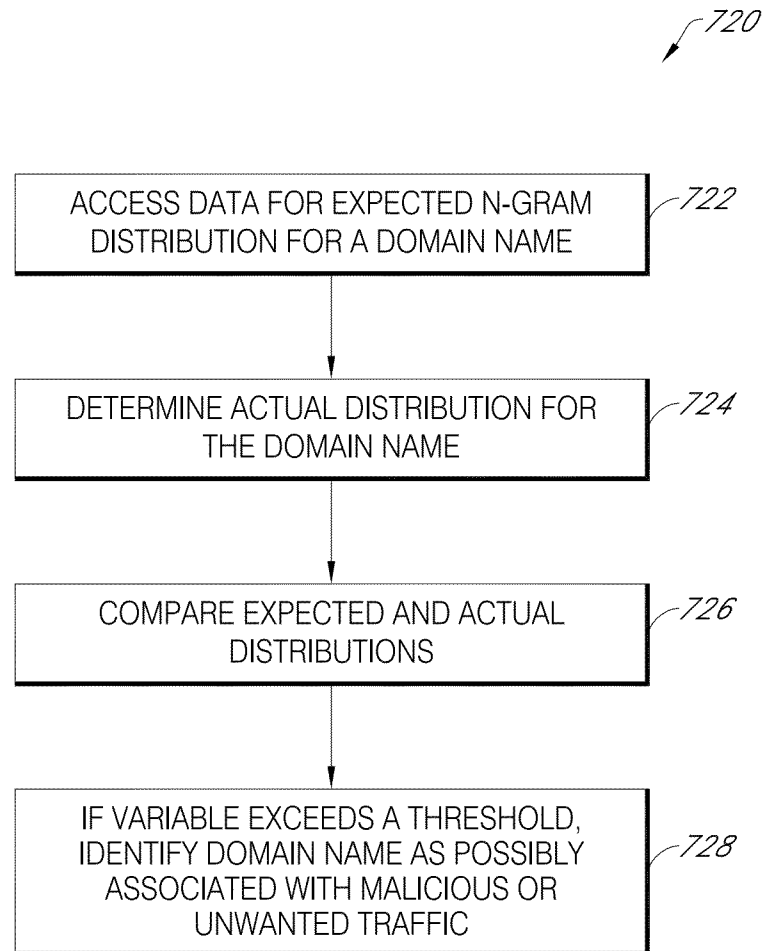 720
ACCESS DATA FOR EXPECTED N-GRAM
DISTRIBUTION FOR A DOMAIN NAME
722
DETERMINE ACTUAL DISTRIBUTION FOR
THE DOMAIN NAME
724
COMPARE EXPECTED AND ACTUAL
DISTRIBUTIONS
726
IF VARIABLE EXCEEDS A THRESHOLD,
IDENTIFY DOMAIN NAME AS POSSIBLY
ASSOCIATED WITH MALICIOUS OR
UNWANTED TRAFFIC
728